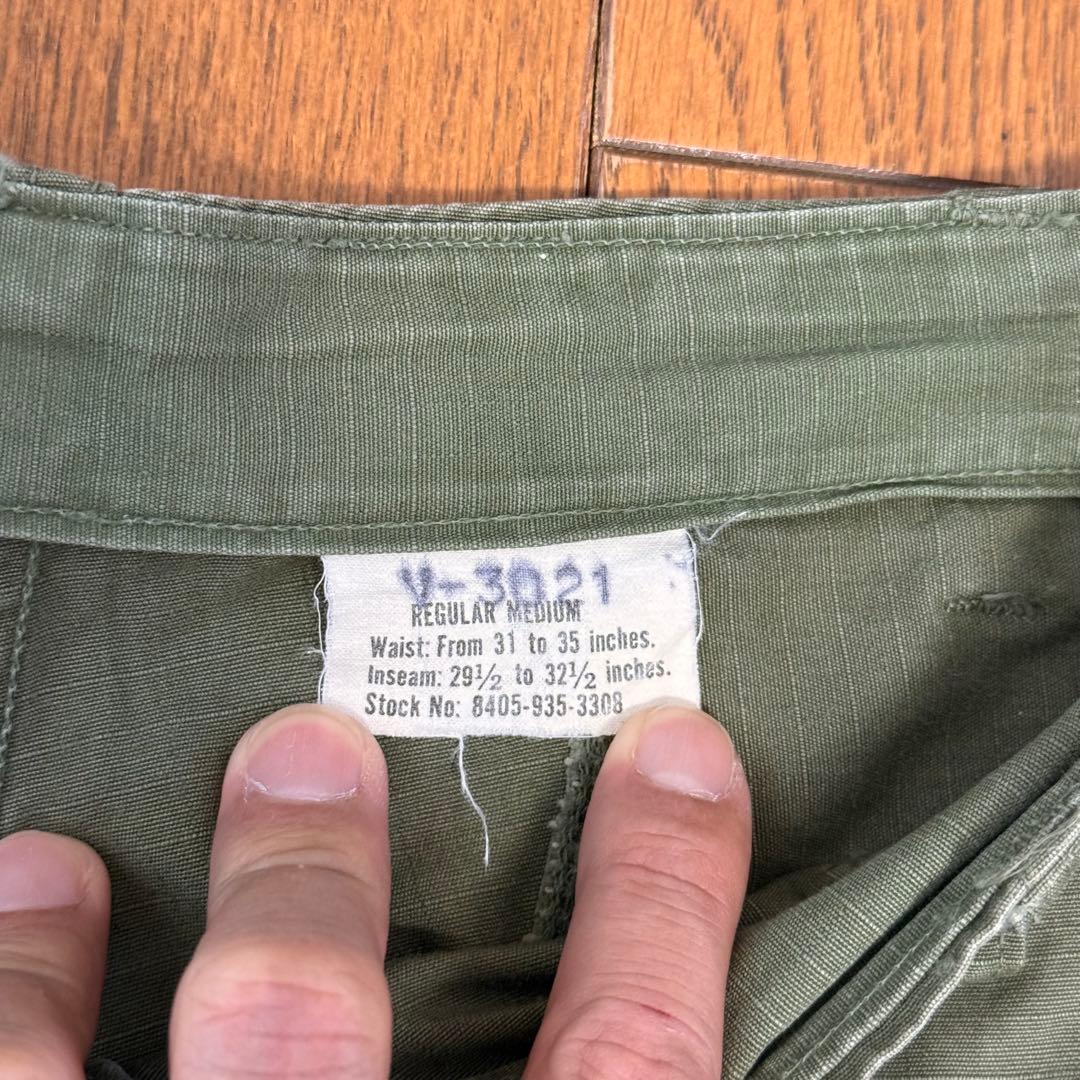 V-3021
REGULAR MEDIUM
Waist: From 31 to 35 inches.
Inseam: 29½ to 32½ inches.
Stock No: 8405-935-3308